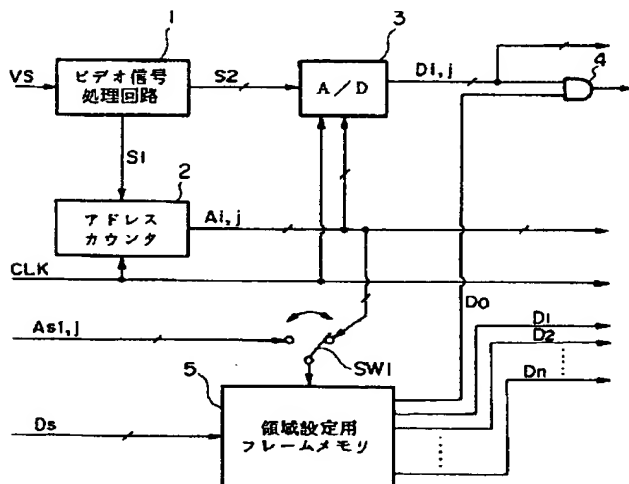 1
3
VS
ビデオ信号
処理回路
S2
A/D
Di,j
4
S1
2
アドレス
カウンタ
Ai,j
CLK
Asi,j
SW1
D0
D1
D2
Dn
5
Ds
領域設定用
フレームメモリ